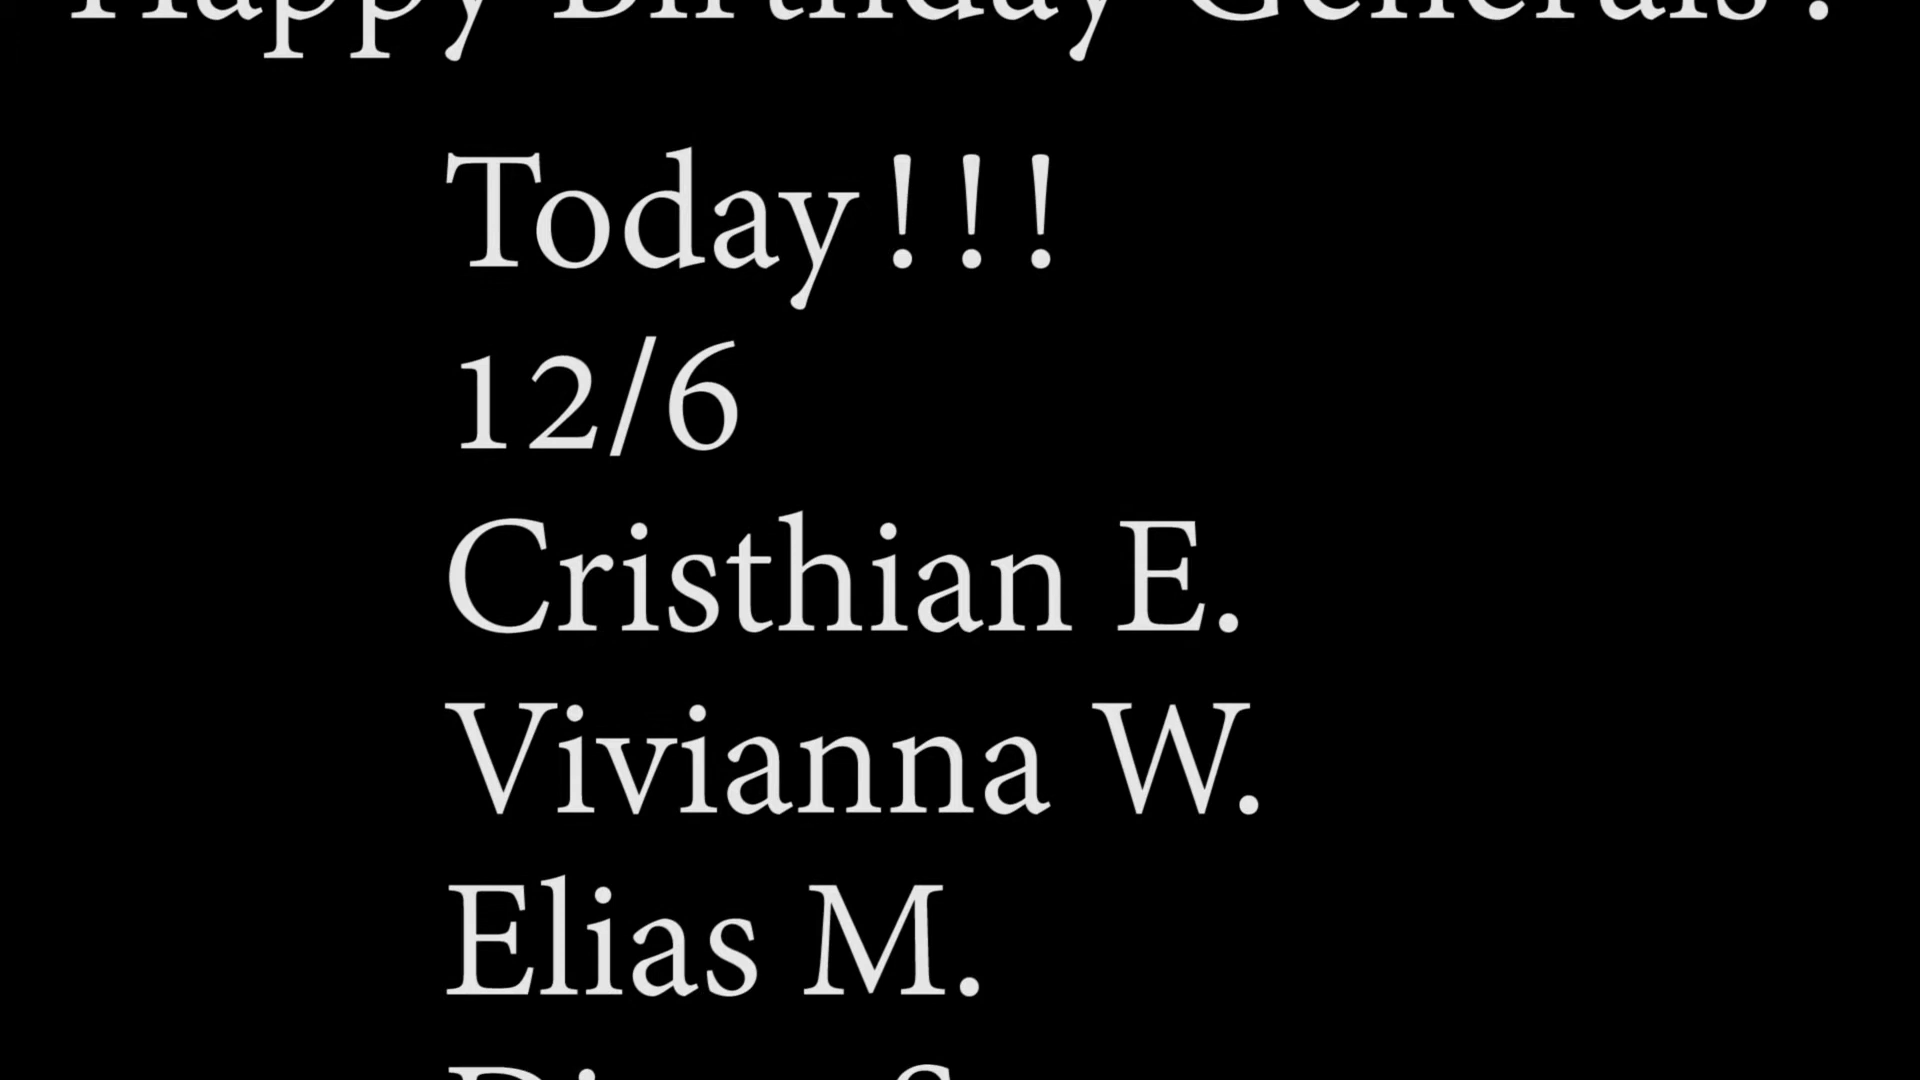 Happy Birthday Generals!
Today!!!
12/6
Cristhian E.
Vivianna W.
Elias M.